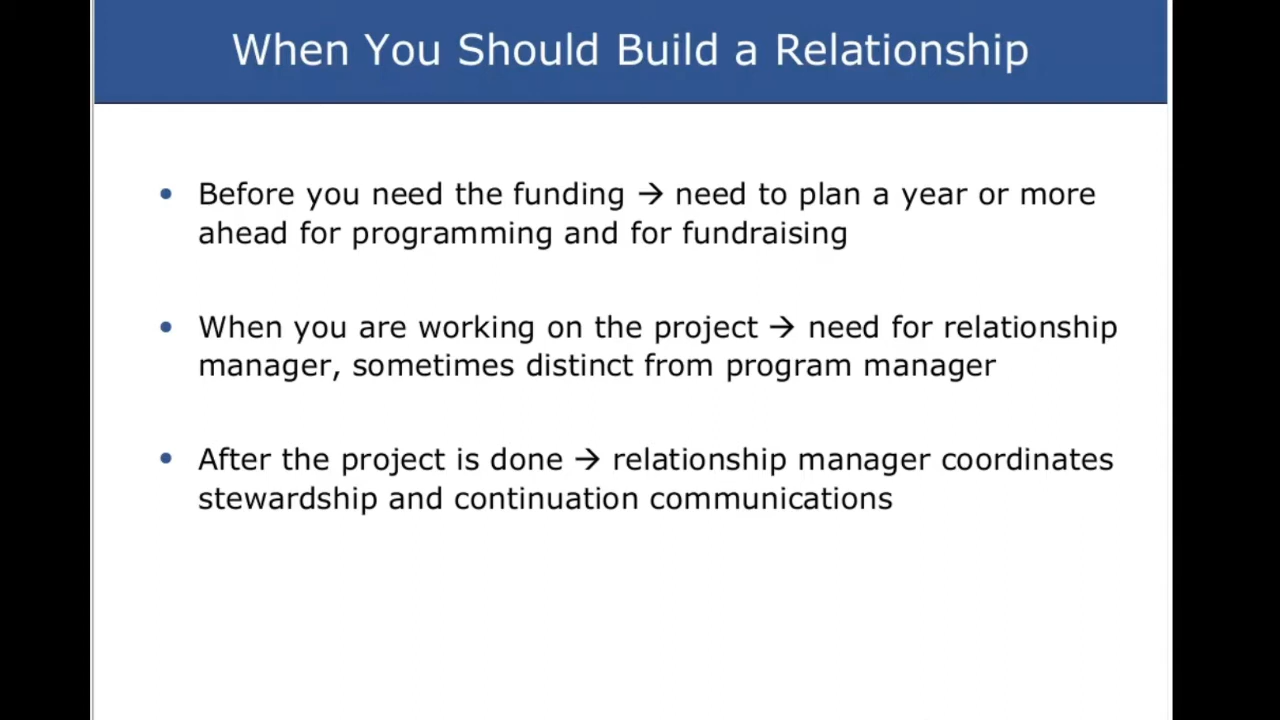 When You Should Build a Relationship
• Before you need the funding → need to plan a year or more
ahead for programming and for fundraising
• When you are working on the project → need for relationship
manager, sometimes distinct from program manager
• After the project is done → relationship manager coordinates
stewardship and continuation communications